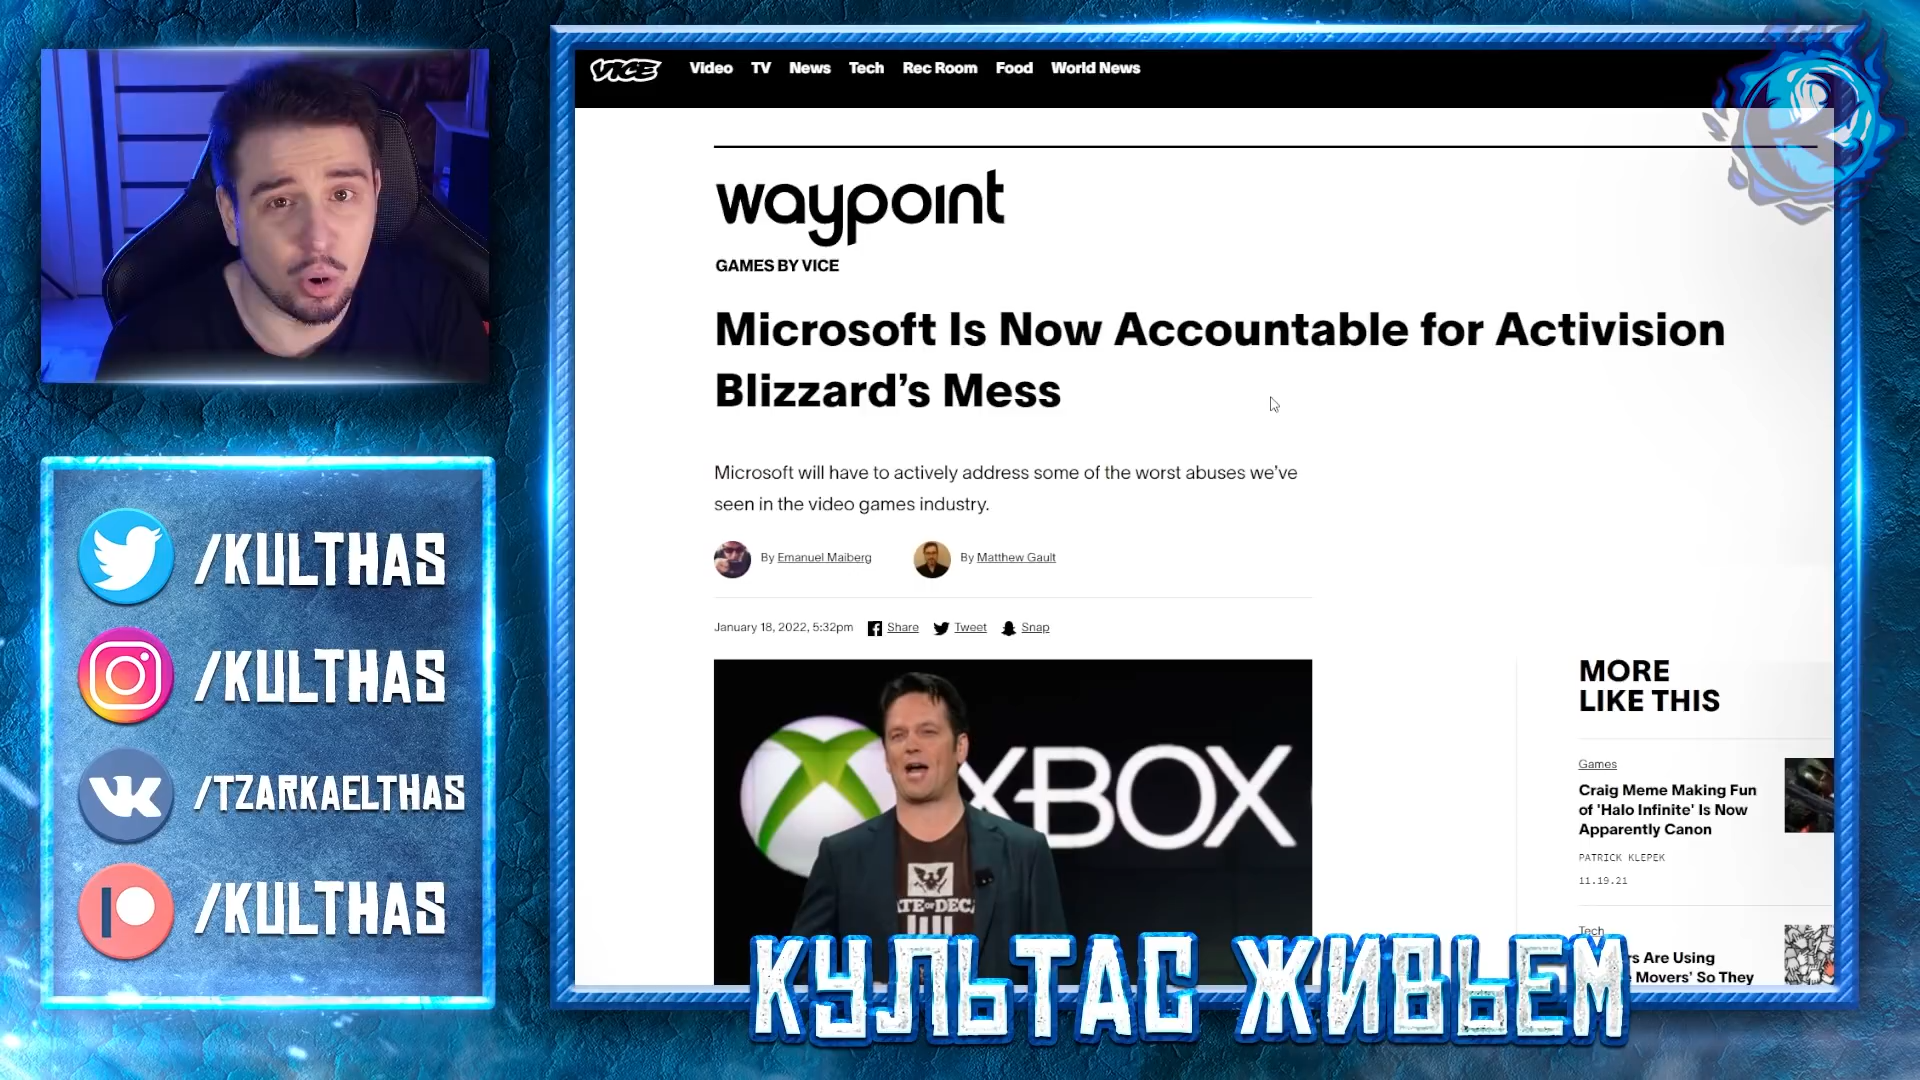 VICE
Video TV News Tech Rec Room Food World News
waypoint
GAMES BY VICE
Microsoft Is Now Accountable for Activision
Blizzard’s Mess
Microsoft will have to actively address some of the worst abuses we’ve
seen in the video games industry.
By Emanuel Maiberg
By Matthew Gault
January 18, 2022, 5:32pm Share Tweet Snap
XBOX
MORE
LIKE THIS
Games
Craig Meme Making Fun
of 'Halo Infinite' Is Now
Apparently Canon
PATRICK KLEPEK
11.19.21
Tech
Are Using
Movers’ So They
/KULTHAS
/KULTHAS
/TZARKAELTHAS
/KULTHAS
КУЛЬТАС ЖИВЬЕМ